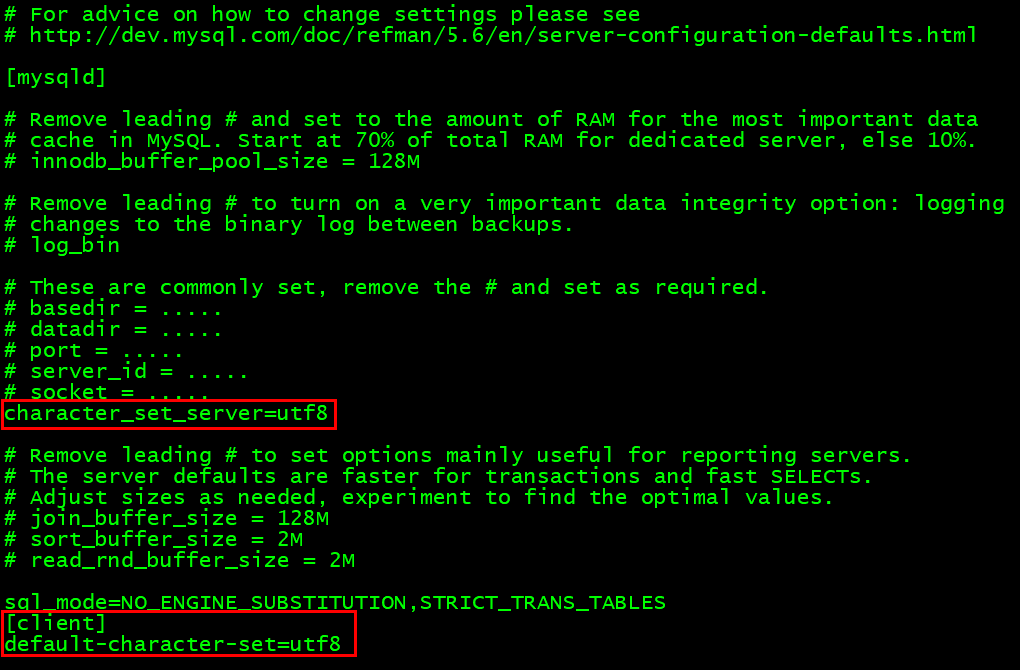 # For advice on how to change settings please see
# http://dev.mysql.com/doc/refman/5.6/en/server-configuration-defaults.html
[mysqld]
# Remove leading # and set to the amount of RAM for the most important data
# cache in MySQL. Start at 70% of total RAM for dedicated server, else 10%.
# innodb_buffer_pool_size = 128M
# Remove leading # to turn on a very important data integrity option: logging
# changes to the binary log between backups.
# log_bin
# These are commonly set, remove the # and set as required.
# basedir = .....
# datadir = .....
# port = .....
# server_id = .....
# socket = .....
character_set_server=utf8
# Remove leading # to set options mainly useful for reporting servers.
# The server defaults are faster for transactions and fast SELECTs.
# Adjust sizes as needed, experiment to find the optimal values.
# join_buffer_size = 128M
# sort_buffer_size = 2M
# read_rnd_buffer_size = 2M
sql_mode=NO_ENGINE_SUBSTITUTION,STRICT_TRANS_TABLES
[client]
default-character-set=utf8